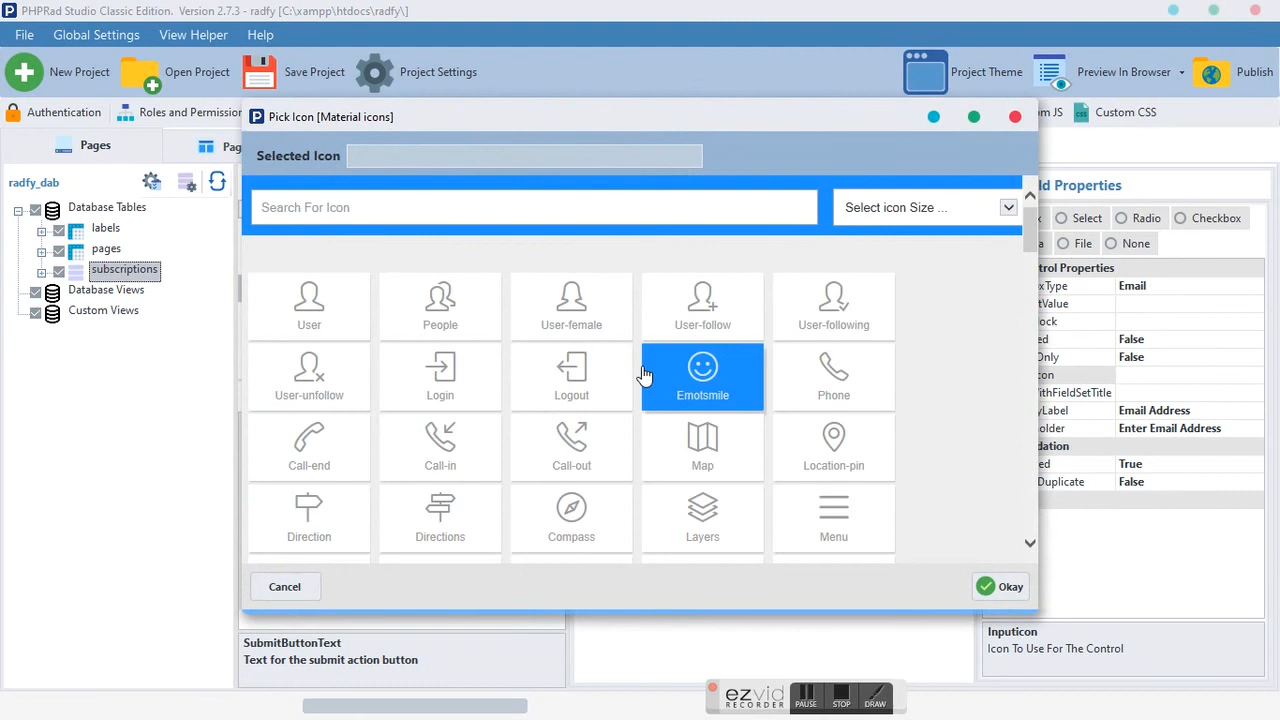 PHPRad Studio Classic Edition. Version 2.7.3 - radfy [C:\xampp\htdocs\radfy\]
File Global Settings View Helper Help
New Project Open Project Save Proj Project Settings Project Theme Preview In Browser Publish
Authentication Roles and Permission m JS Custom CSS
Pick Icon [Material icons]
Pages Pag
Selected Icon
radfy_dab
ld Properties
Database Tables
Search For Icon Select icon Size ...
x Select Radio Checkbox
labels
pages
a File None
subscriptions
trol Properties
Database Views
xType Email
Custom Views
tValue
ock
ed False
Only False
con
ithFieldSetTitle
yLabel Email Address
holder Enter Email Address
dation
ed True
Duplicate False
User People User-female User-follow User-following
User-unfollow Login Logout Emotsmile Phone
Call-end Call-in Call-out Map Location-pin
Direction Directions Compass Layers Menu
Cancel Okay
SubmitButtonText
Text for the submit action button
Inputicon
Icon To Use For The Control
ezvid
RECORDER
PAUSE STOP DRAW